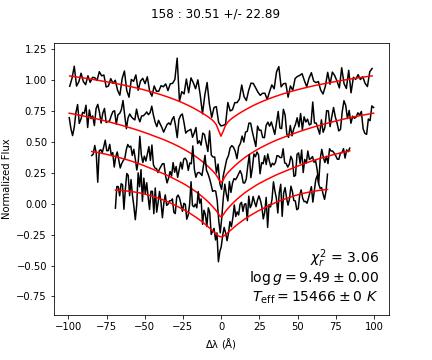 158 : 30.51 +/- 22.89
Normalized Flux
1.25
1.00
0.75
0.50
0.25
0.00
−0.25
−0.50
−0.75
χ²ᵣ = 3.06
log g = 9.49 ± 0.00
T_eff = 15466 ± 0 K
−100 −75 −50 −25 0 25 50 75 100
Δλ (Å)